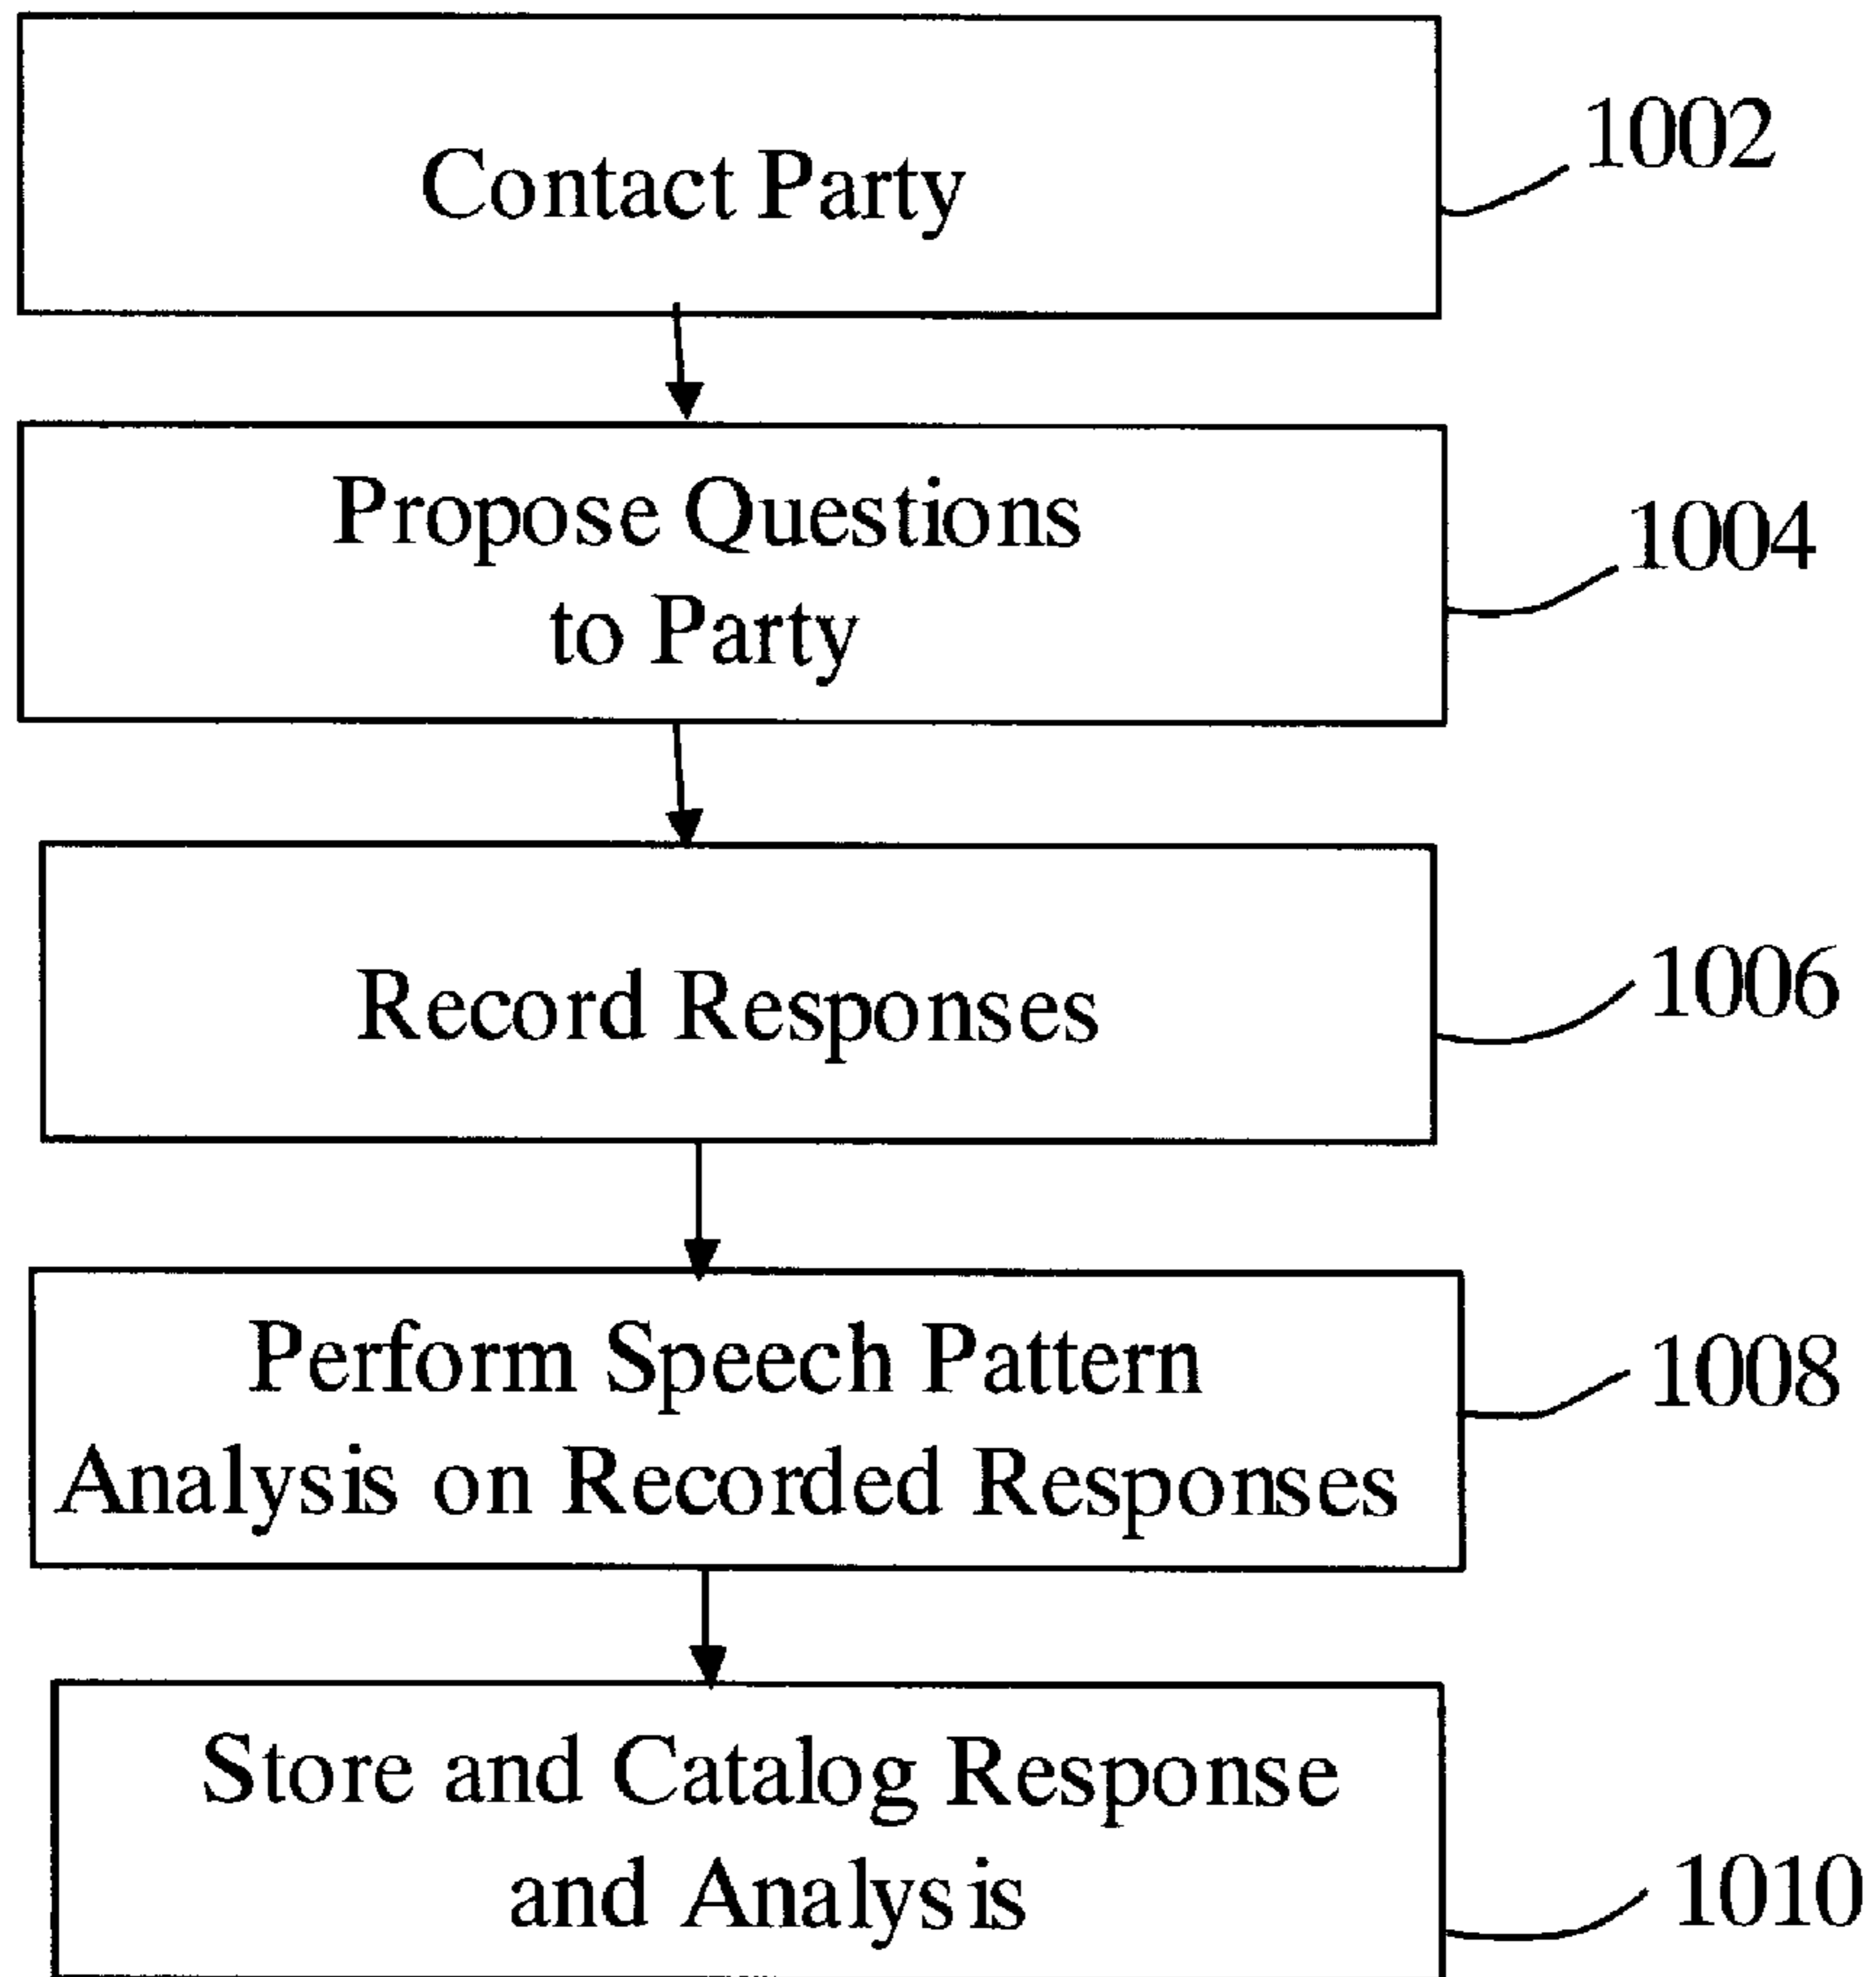 Contact Party
1002
Propose Questions
to Party
1004
Record Responses
1006
Perform Speech Pattern
Analysis on Recorded Responses
1008
Store and Catalog Response
and Analysis
1010